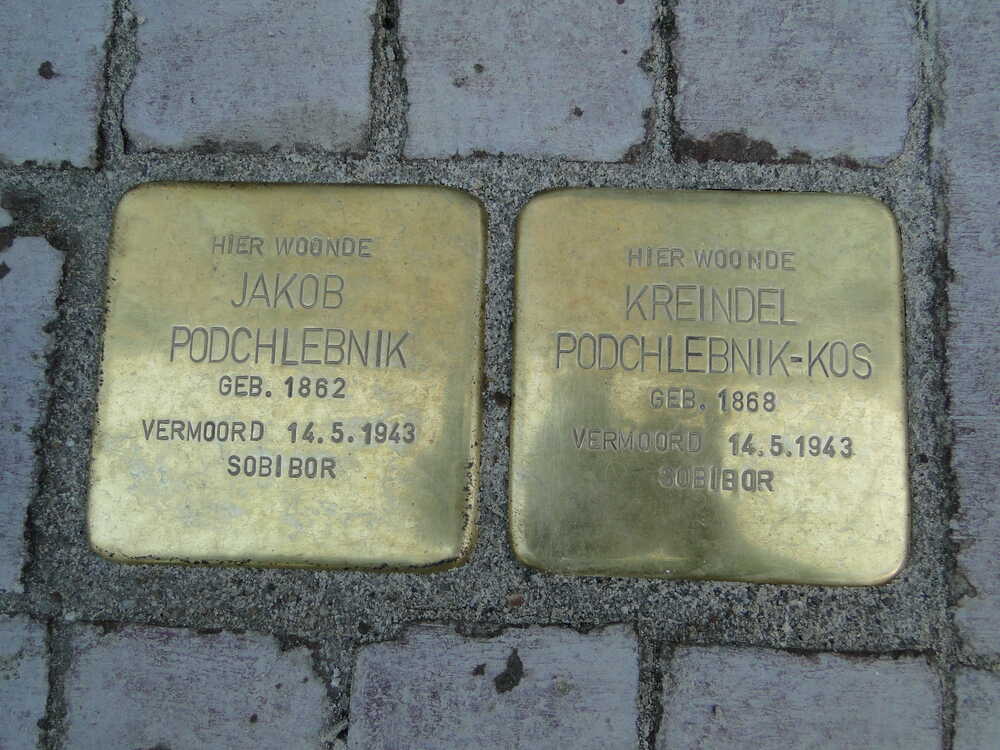 HIER WOONDE
JAKOB
PODCHLEBNIK
GEB. 1862
VERMOORD 14.5.1943
SOBIBOR
HIER WOONDE
KREINDEL
PODCHLEBNIK-KOS
GEB. 1868
VERMOORD 14.5.1943
SOBIBOR